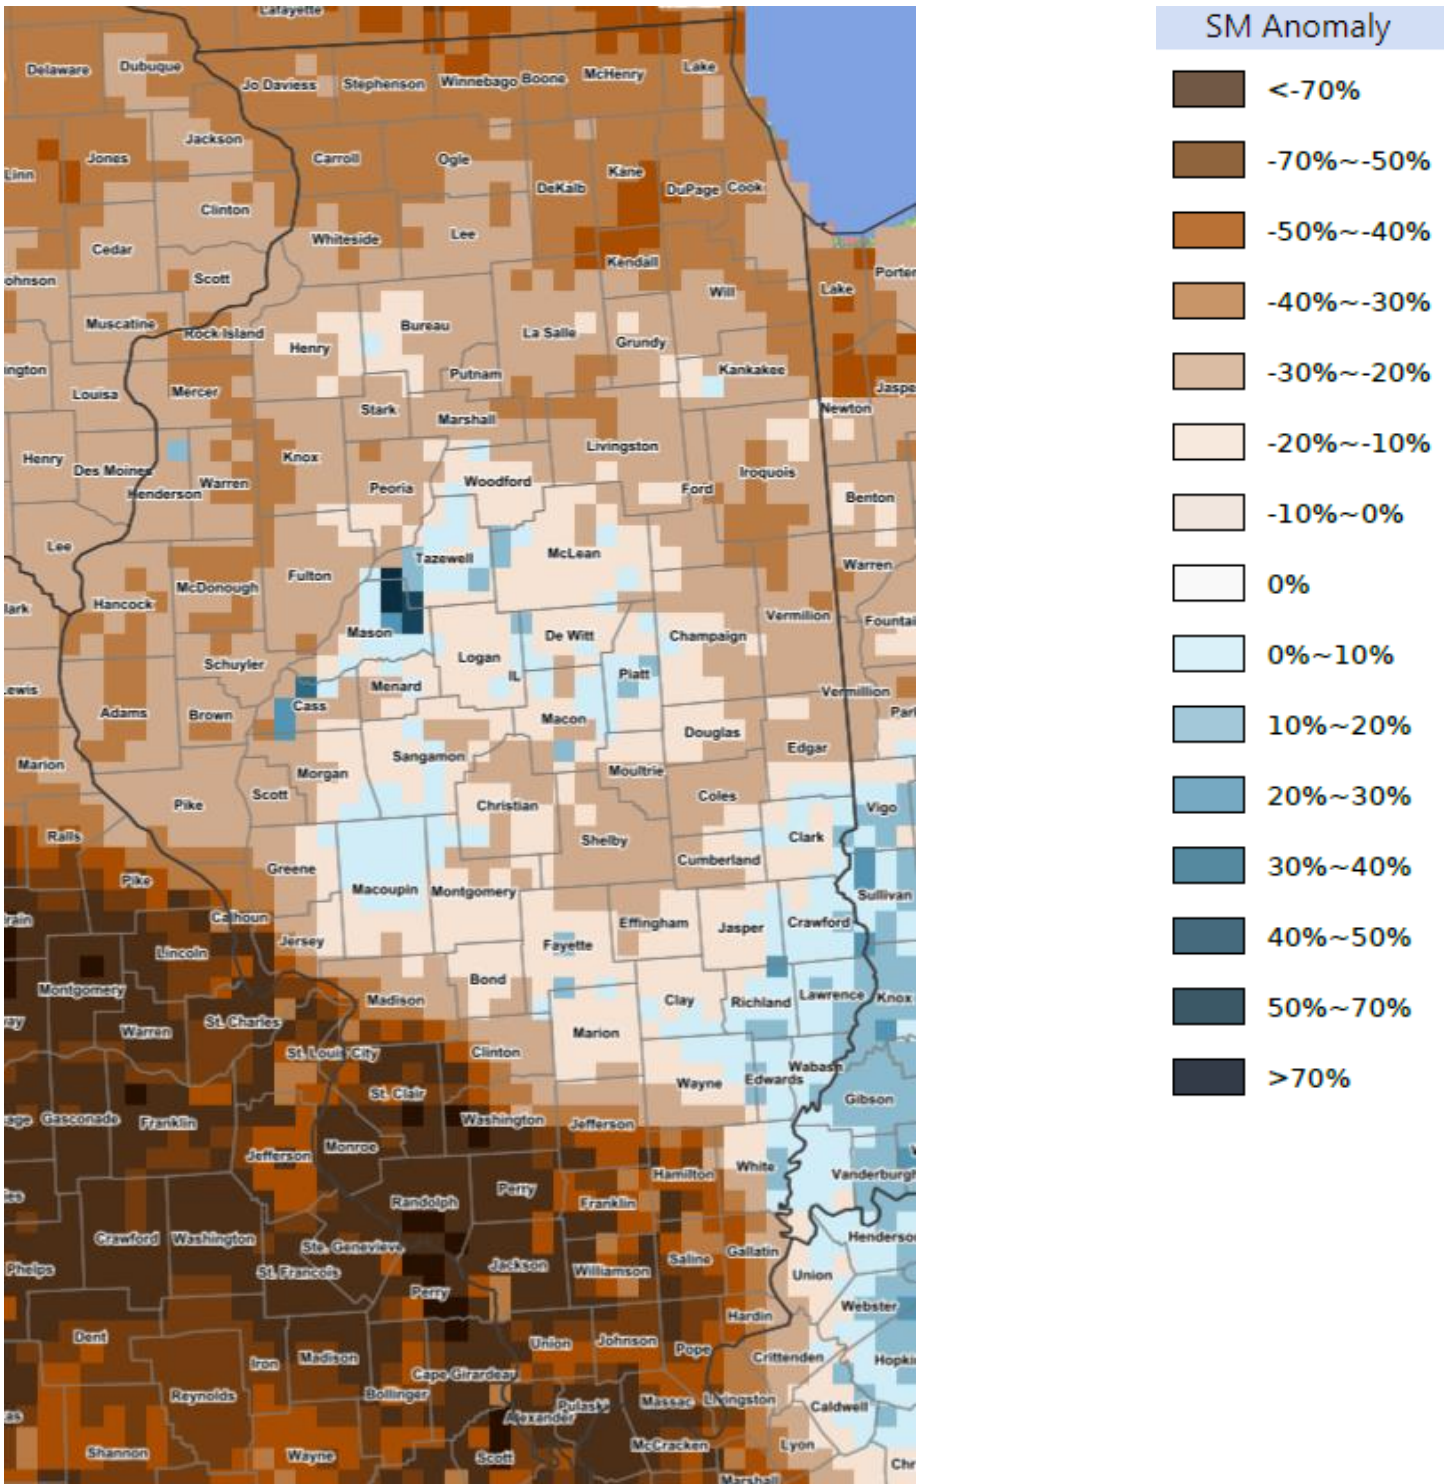 Lafayette
SM Anomaly
Delaware
Dubuque
Jo Daviess
Stephenson
Winnebago
Boone
McHenry
Lake
<-70%
Jones
Jackson
Carroll
Ogle
Linn
DeKalb
Kane
DuPage
Cook
-70%~-50%
Clinton
Whiteside
Lee
Cedar
Kendall
-50%~-40%
Scott
Will
Lake
Porter
Muscatine
Rock Island
Bureau
La Salle
Grundy
-40%~-30%
Henry
Putnam
Kankakee
Louisa
Mercer
Stark
Marshall
Newton
-30%~-20%
Henry
Des Moines
Knox
Livingston
Iroquois
Henderson
Warren
Peoria
Woodford
Ford
Benton
-20%~-10%
Lee
Tazewell
McLean
Warren
-10%~0%
Hancock
McDonough
Fulton
Vermilion
0%
Mason
De Witt
Champaign
Schuyler
Logan
IL
Piatt
0%~10%
Adams
Brown
Cass
Menard
Macon
Vermillion
Marion
Sangamon
Douglas
Edgar
10%~20%
Morgan
Moultrie
Pike
Scott
Christian
Coles
Vigo
20%~30%
Ralls
Shelby
Clark
Pike
Greene
Cumberland
Macoupin
Montgomery
Sullivan
30%~40%
Calhoun
Effingham
Jasper
Crawford
Lincoln
Jersey
Fayette
40%~50%
Montgomery
Madison
Bond
Clay
Richland
Lawrence
Knox
50%~70%
Warren
St. Charles
Marion
St. Louis City
Clinton
Wayne
Edwards
Wabash
>70%
Gasconade
Franklin
St. Clair
Washington
Jefferson
Gibson
Jefferson
Monroe
Hamilton
White
Vanderburgh
Randolph
Perry
Franklin
Crawford
Washington
Ste. Genevieve
Gallatin
Phelps
St. Francois
Jackson
Williamson
Saline
Union
Perry
Webster
Dent
Union
Johnson
Hardin
Iron
Madison
Pope
Crittenden
Reynolds
Bollinger
Cape Girardeau
Pulaski
Massac
Livingston
Caldwell
Alexander
Shannon
Wayne
Scott
McCracken
Lyon
Marshall